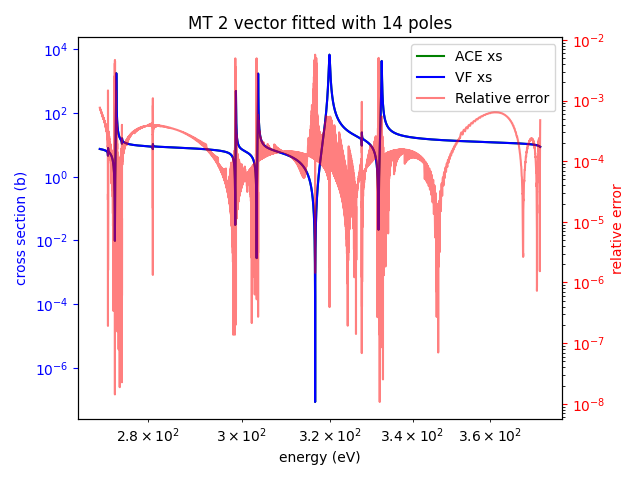 MT 2 vector fitted with 14 poles
ACE xs
VF xs
Relative error
cross section (b)
10^4
10^2
10^0
10^-2
10^-4
10^-6
10^-2
10^-3
10^-4
10^-5
10^-6
10^-7
10^-8
relative error
2.8 × 10^2
3 × 10^2
3.2 × 10^2
3.4 × 10^2
3.6 × 10^2
energy (eV)